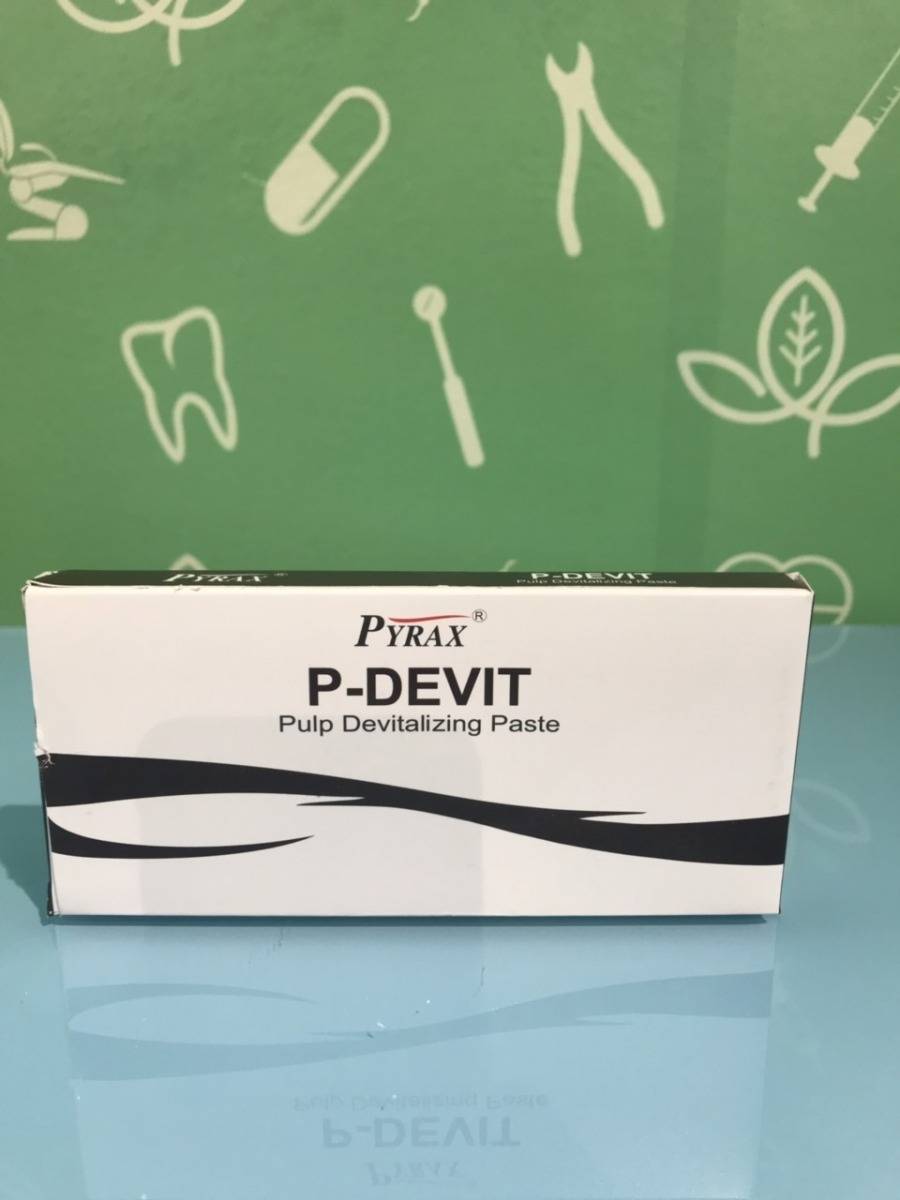 PYRAX
P-DEVIT
Pulp Devitalizing Paste
PYRAX®
P-DEVIT
Pulp Devitalizing Paste